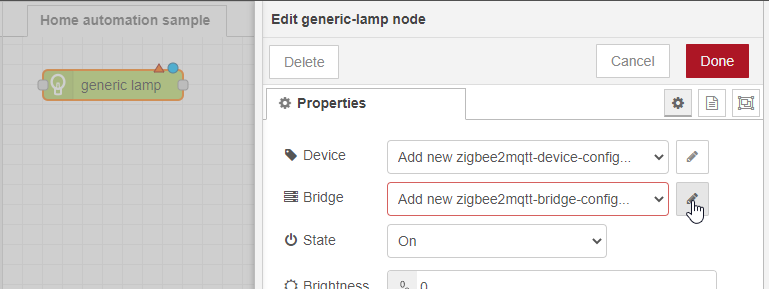 Home automation sample
generic lamp
Edit generic-lamp node
Delete
Cancel
Done
Properties
Device
Add new zigbee2mqtt-device-config...
Bridge
Add new zigbee2mqtt-bridge-config...
State
On
Brightness
0